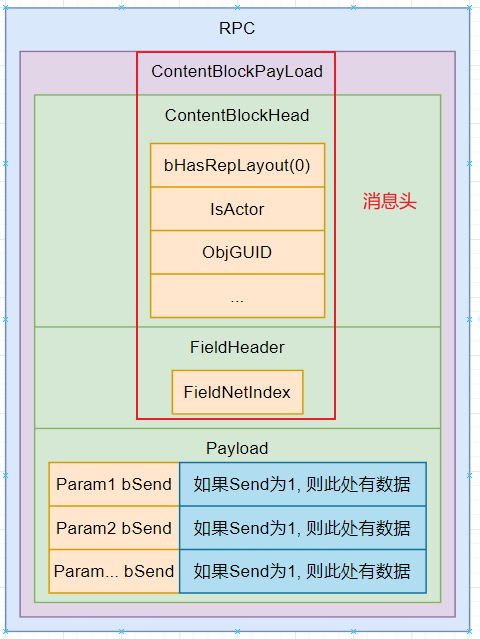 RPC
ContentBlockPayLoad
ContentBlockHead
bHasRepLayout(0)
IsActor
消息头
ObjGUID
...
FieldHeader
FieldNetIndex
Payload
Param1 bSend 如果Send为1, 则此处有数据
Param2 bSend 如果Send为1, 则此处有数据
Param... bSend 如果Send为1, 则此处有数据